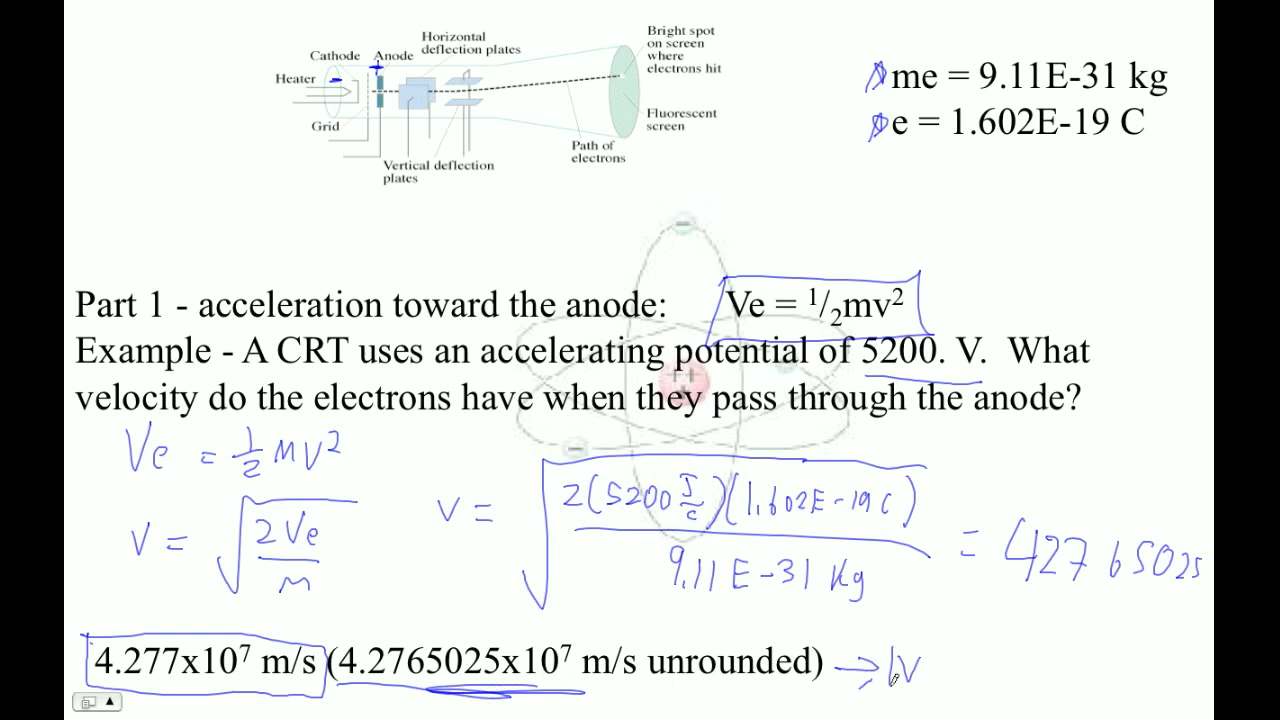 Cathode Anode
Heater
Grid
Horizontal
deflection plates
Vertical deflection
plates
Path of
electrons
Bright spot
on screen
where
electrons hit
Fluorescent
screen
me = 9.11E-31 kg
e = 1.602E-19 C
Part 1 - acceleration toward the anode: Ve = ¹/₂mv²
Example - A CRT uses an accelerating potential of 5200. V. What
velocity do the electrons have when they pass through the anode?
Ve = 1/2 mv²
v = √(2Ve/m)
v = √(2(5200 J/C)(1.602E-19 C)/9.11E-31 Kg) = 42765025
4.277x10⁷ m/s (4.2765025x10⁷ m/s unrounded) →